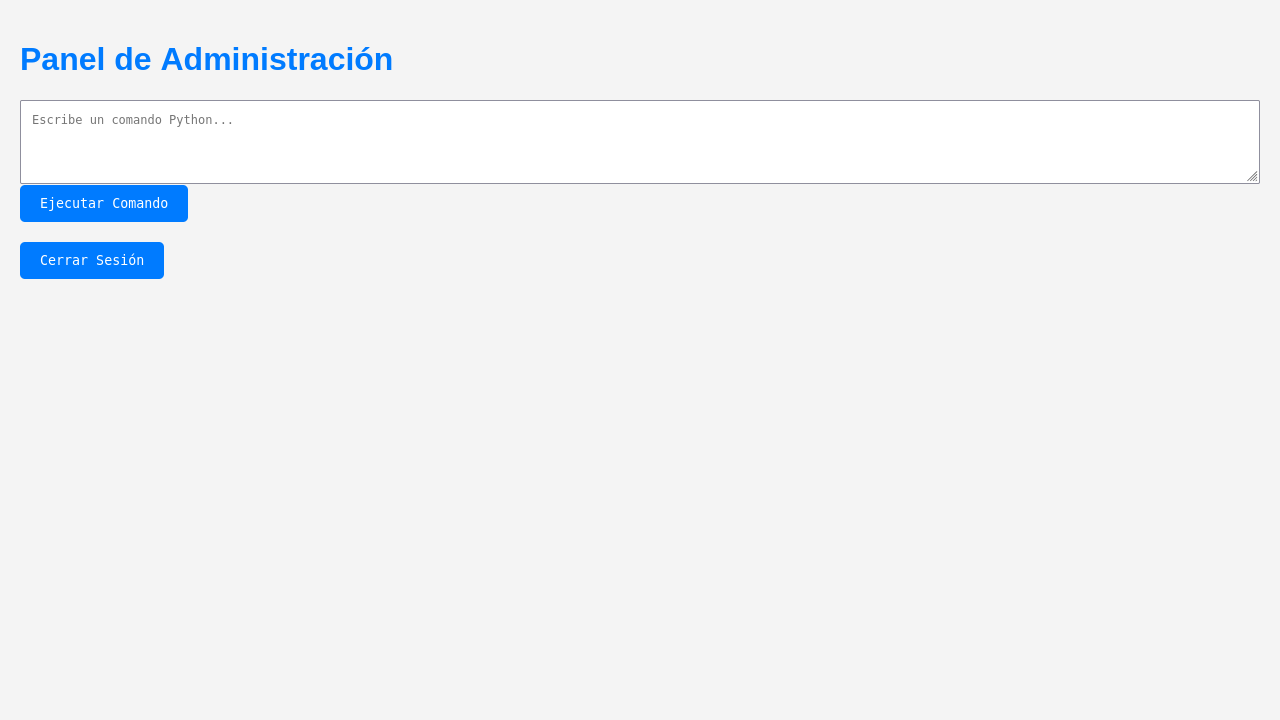 Panel de Administración
Escribe un comando Python...
Ejecutar Comando
Cerrar Sesión